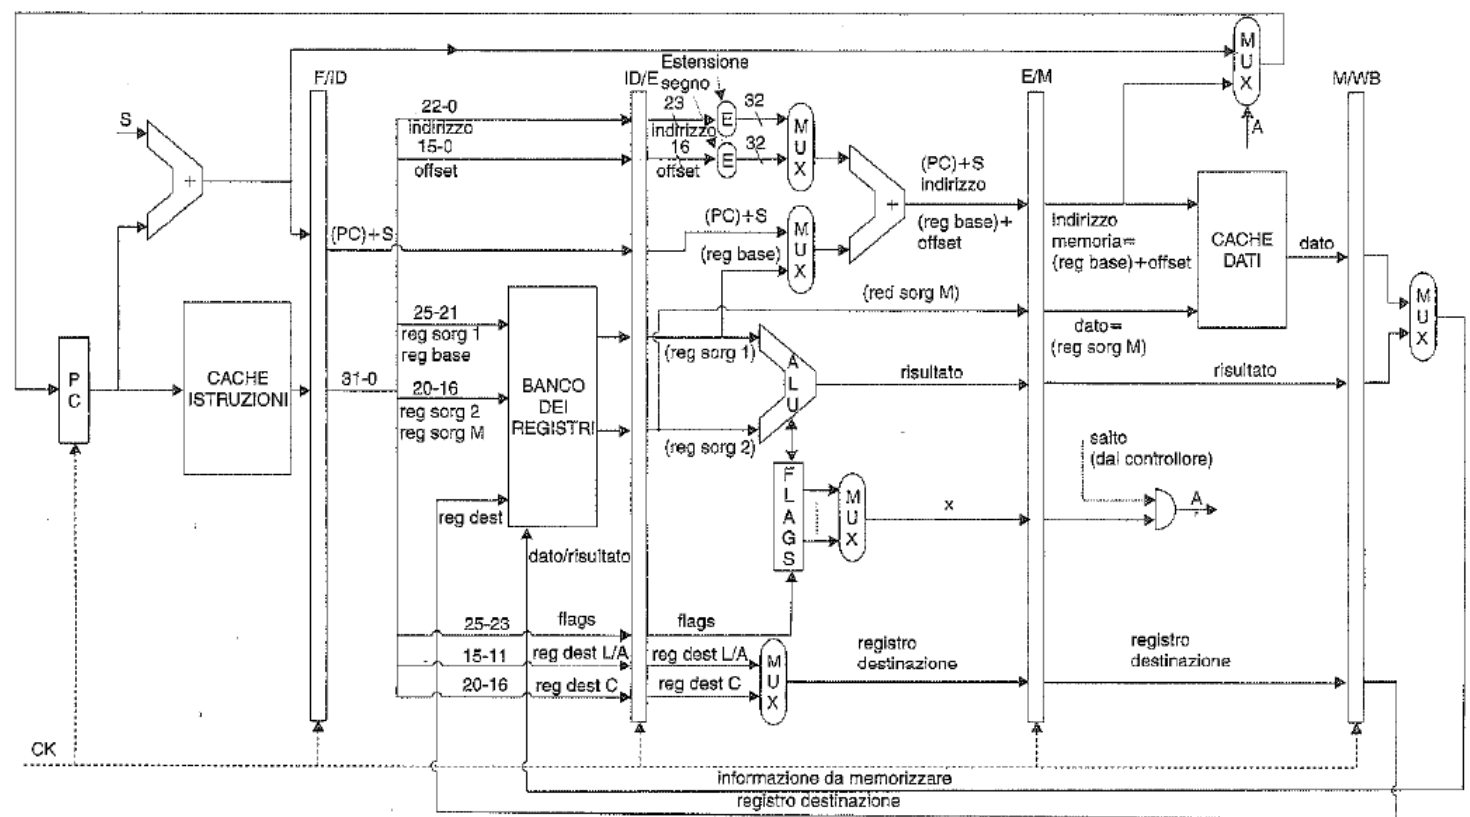 F/ID
ID/E
Estensione
segno
E/M
M/WB
M
U
X
A
22-0
indirizzo
15-0
offset
23
indirizzo
16
offset
E
32
E
32
M
U
X
S
+
(PC)+S
(PC)+S
(reg base)
M
U
X
+
(PC)+S
indirizzo
(reg base)+
offset
Indirizzo
memoria=
(reg base)+offset
CACHE
DATI
dato
(red sorg M)
dato=
(reg sorg M)
M
U
X
P
C
CACHE
ISTRUZIONI
31-0
25-21
reg sorg 1
reg base
20-16
reg sorg 2
reg sorg M
BANCO
DEI
REGISTRI
reg dest
dato/risultato
(reg sorg 1)
(reg sorg 2)
A
L
U
risultato
risultato
F
L
A
G
S
M
U
X
x
salto
(dal controllore)
A
25-23
flags
flags
15-11
reg dest L/A
reg dest L/A
20-16
reg dest C
reg dest C
M
U
X
registro
destinazione
registro
destinazione
CK
informazione da memorizzare
registro destinazione